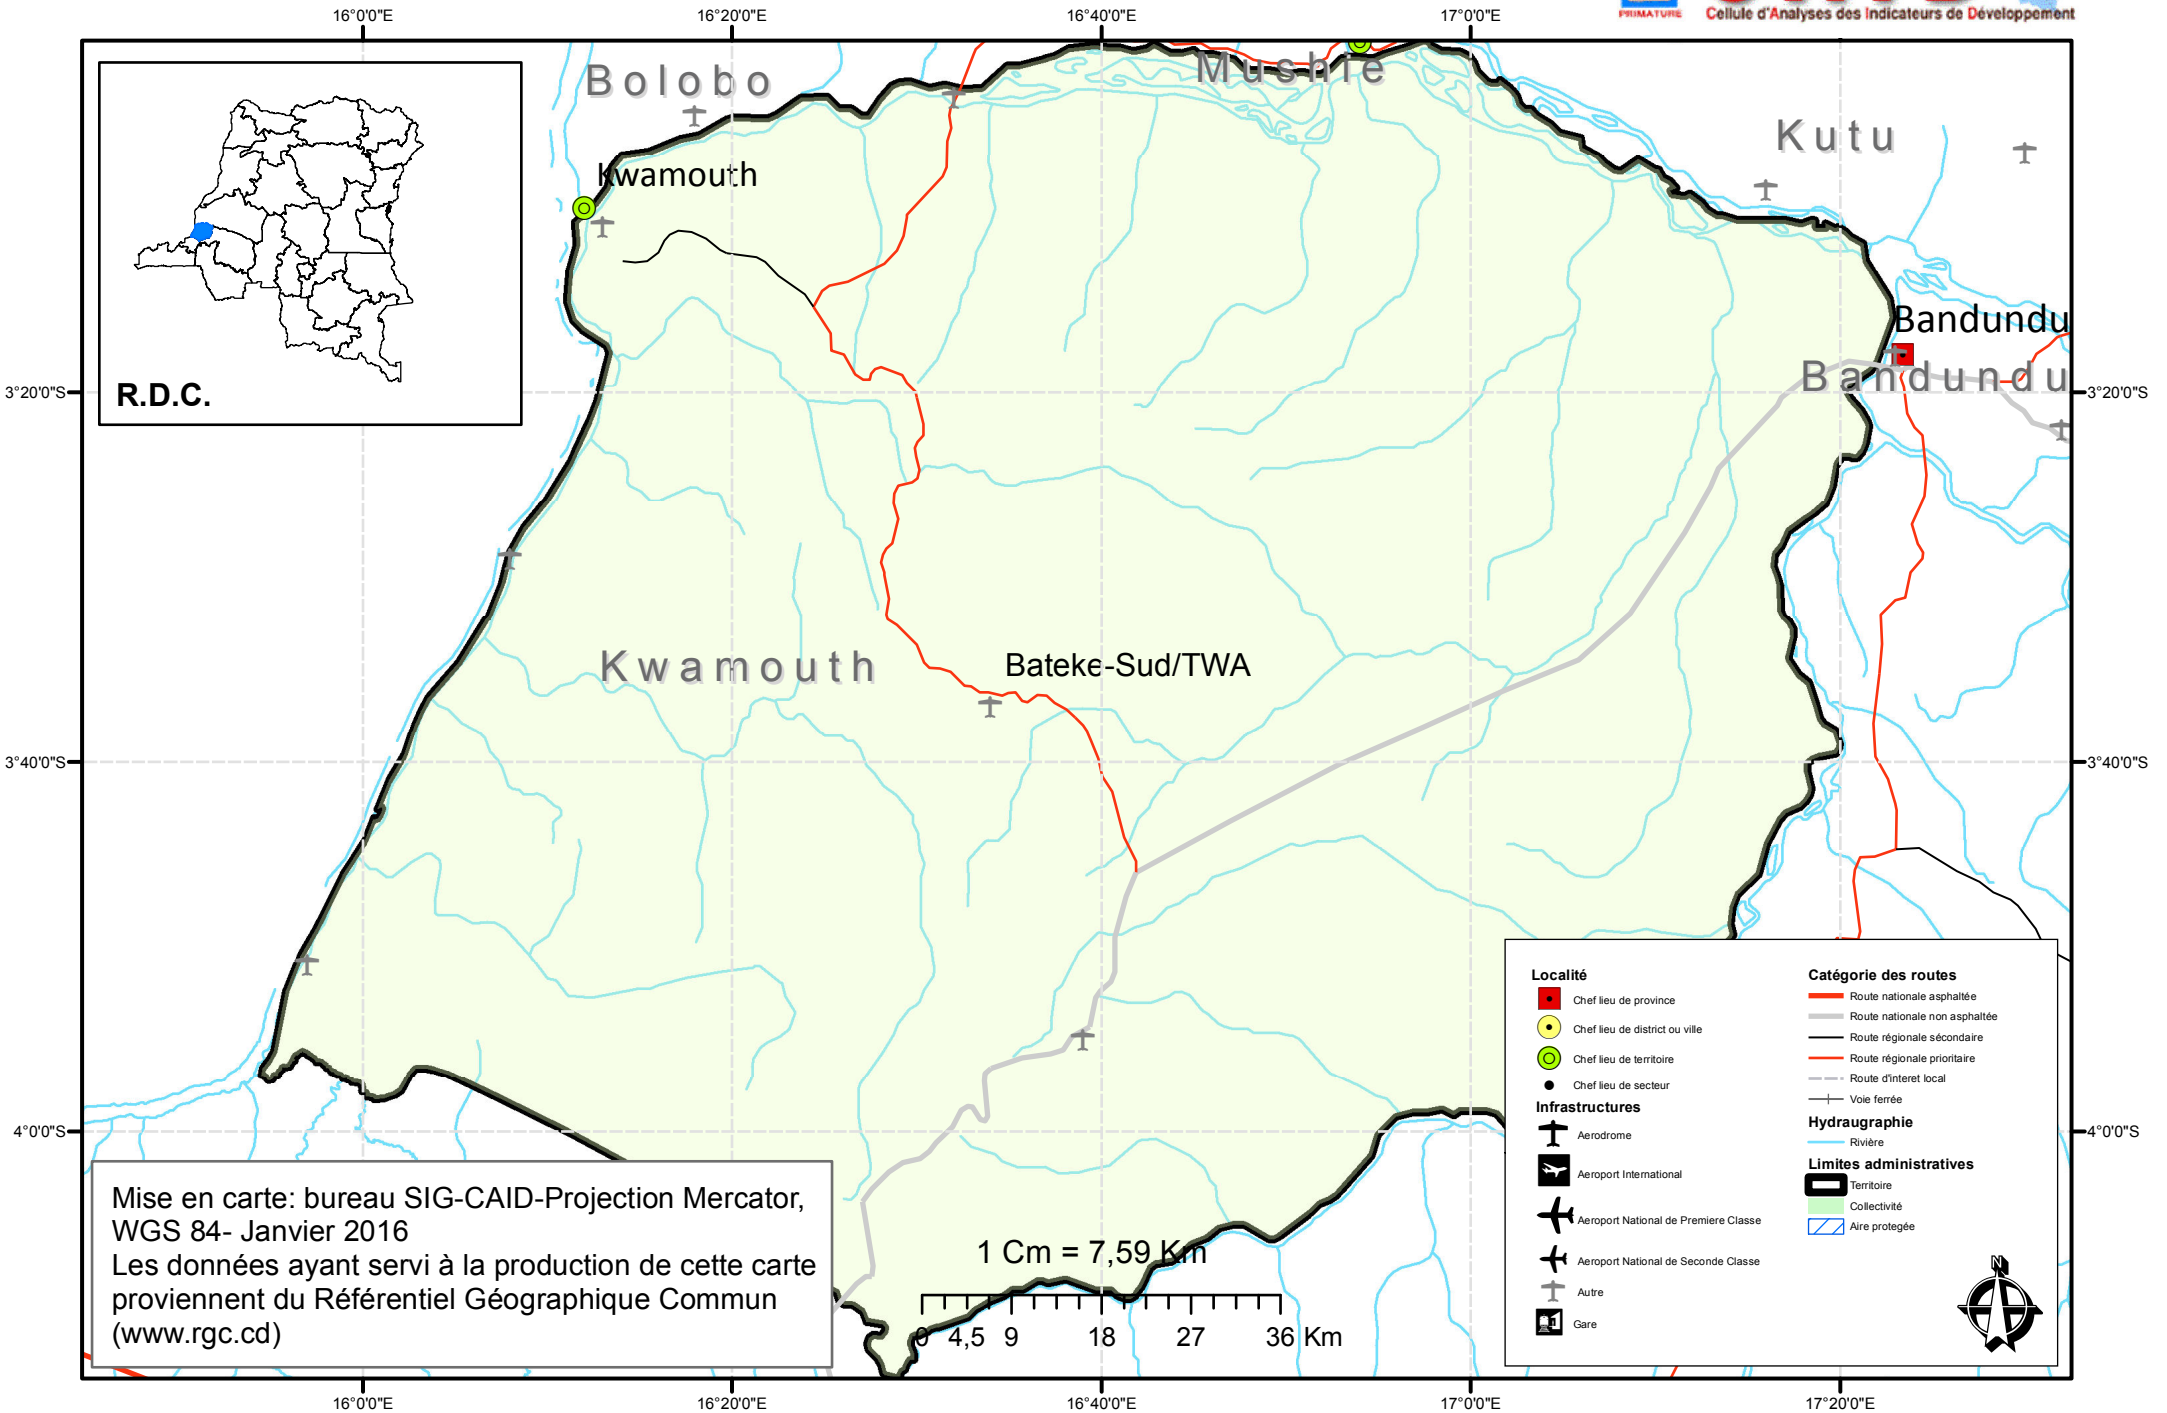 PRIMATURE
Cellule d'Analyses des Indicateurs de Développement
16°0'0"E
16°20'0"E
16°40'0"E
17°0'0"E
R.D.C.
Bolobo
Mushie
Kutu
Kwamouth
Bandundu
Bandundu
3°20'0"S
3°20'0"S
Kwamouth
Bateke-Sud/TWA
3°40'0"S
3°40'0"S
4°0'0"S
4°0'0"S
Localité
Chef lieu de province
Chef lieu de district ou ville
Chef lieu de territoire
Chef lieu de secteur
Infrastructures
Aerodrome
Aeroport International
Aeroport National de Premiere Classe
Aeroport National de Seconde Classe
Autre
Gare
Catégorie des routes
Route nationale asphaltée
Route nationale non asphaltée
Route régionale sécondaire
Route régionale prioritaire
Route d'interet local
Voie ferrée
Hydraugraphie
Rivière
Limites administratives
Territoire
Collectivité
Aire protegée
N
Mise en carte: bureau SIG-CAID-Projection Mercator,
WGS 84- Janvier 2016
Les données ayant servi à la production de cette carte
proviennent du Référentiel Géographique Commun
(www.rgc.cd)
1 Cm = 7,59 Km
0 4,5 9 18 27 36 Km
16°0'0"E
16°20'0"E
16°40'0"E
17°0'0"E
17°20'0"E